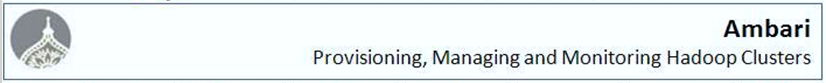 Ambari
Provisioning, Managing and Monitoring Hadoop Clusters